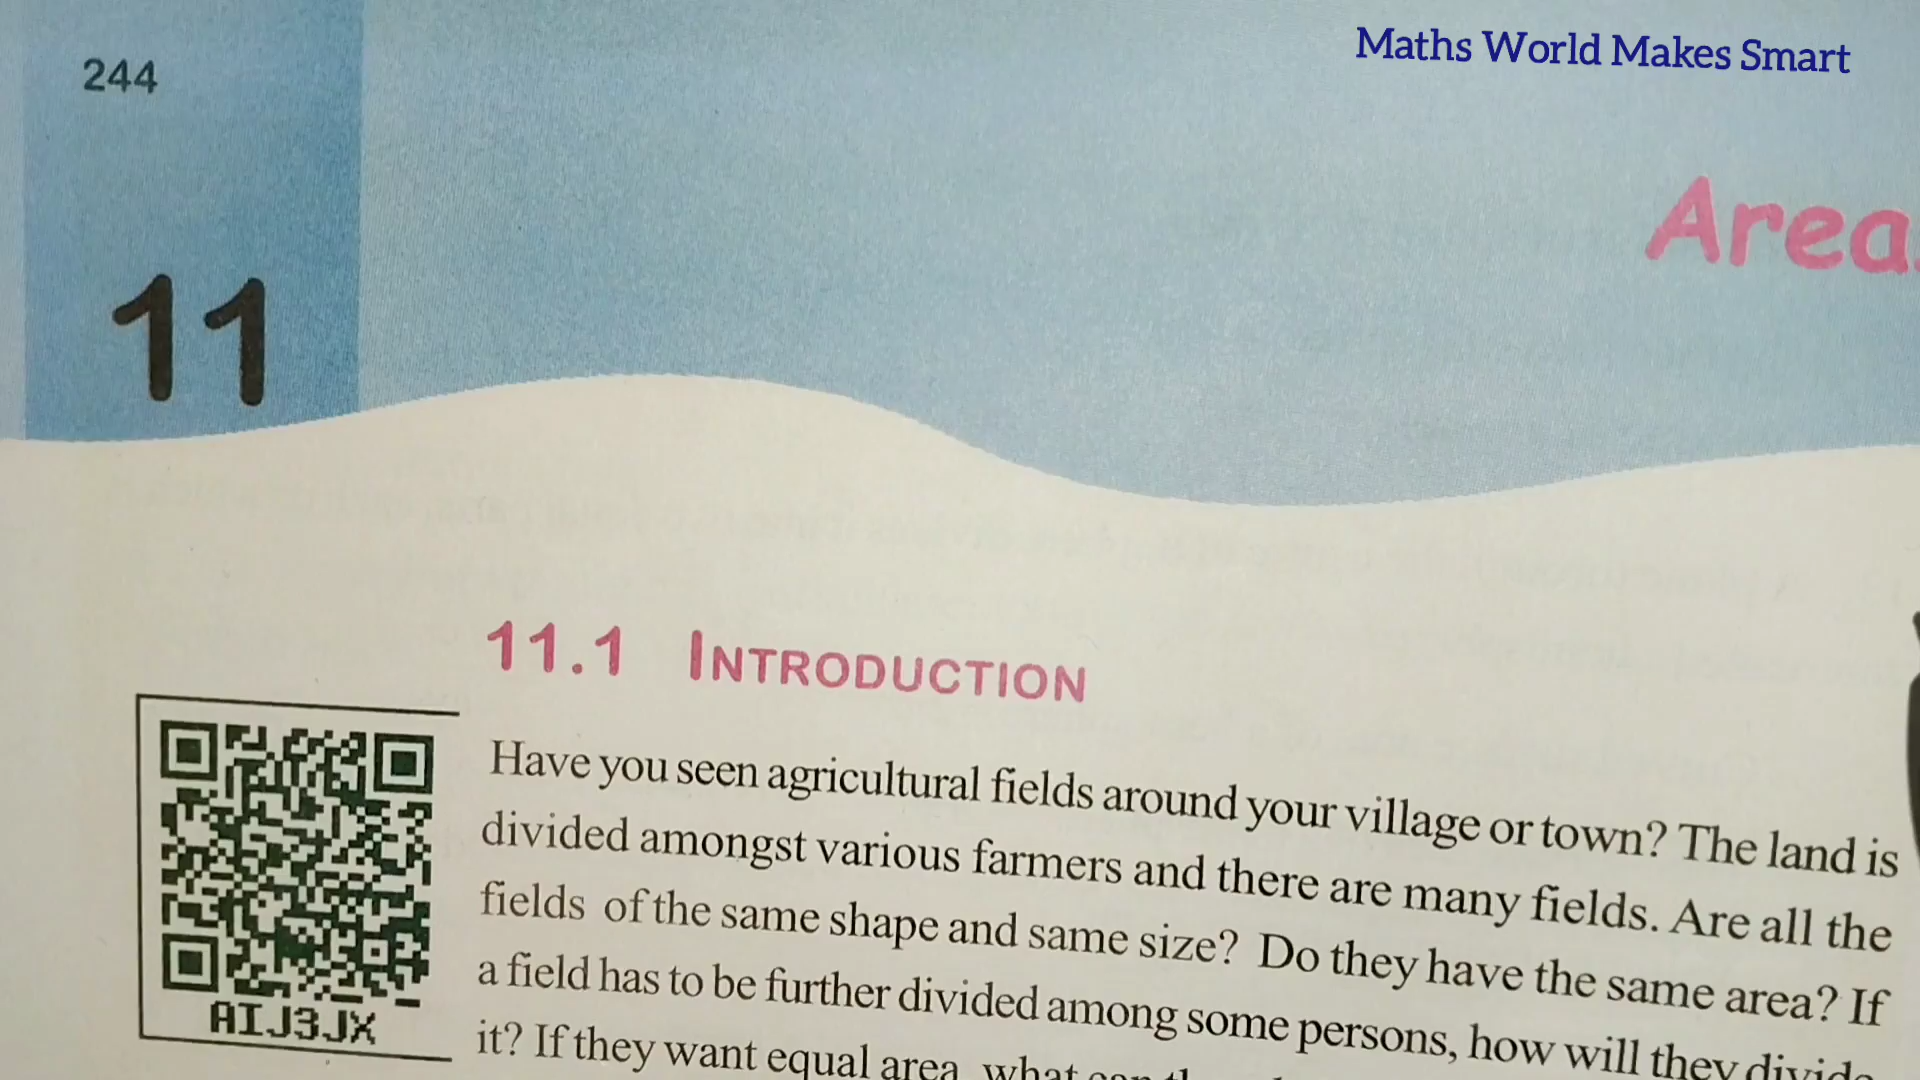 244
Maths World Makes Smart
Area
11
11.1 INTRODUCTION
Have you seen agricultural fields around your village or town? The land is
divided amongst various farmers and there are many fields. Are all the
fields of the same shape and same size? Do they have the same area? If
a field has to be further divided among some persons, how will they divide
it? If they want equal area, what can
AIJ3JX